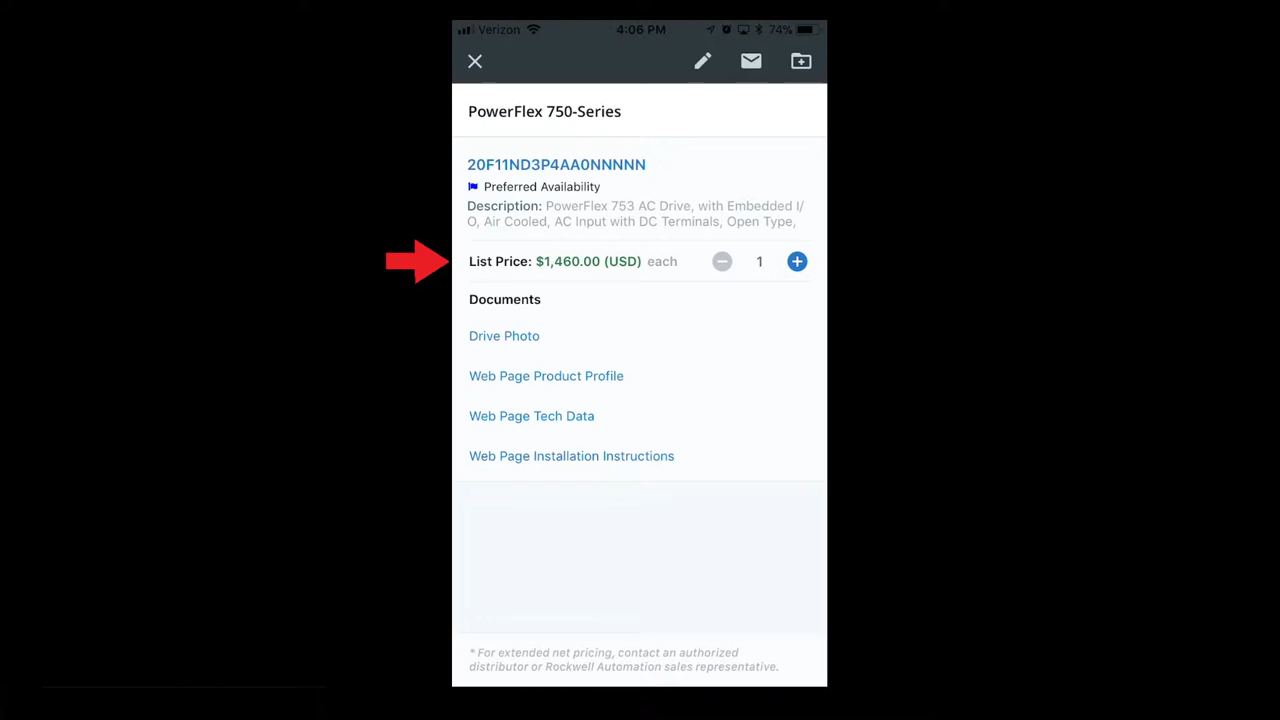 Verizon 4:06 PM 74%
PowerFlex 750-Series
20F11ND3P4AA0NNNNN
Preferred Availability
Description: PowerFlex 753 AC Drive, with Embedded I/
O, Air Cooled, AC Input with DC Terminals, Open Type,
List Price: $1,460.00 (USD) each 1
Documents
Drive Photo
Web Page Product Profile
Web Page Tech Data
Web Page Installation Instructions
* For extended net pricing, contact an authorized
distributor or Rockwell Automation sales representative.